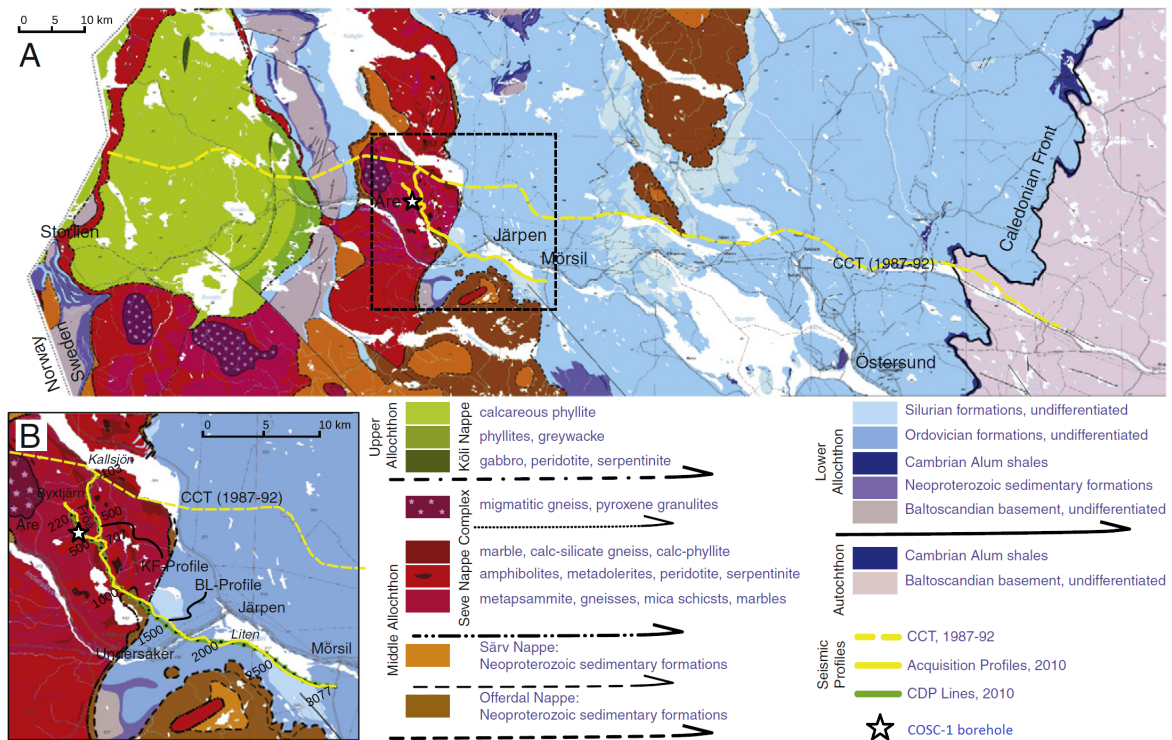 0 5 10 km
A
Storlien
Åre
Järpen
Mörsil
CCT (1987-92)
Caledonian Front
Östersund
Norway
Sweden
B
0 5 10 km
Kallsjön
Byxtjärn
CCT (1987-92)
Åre
220
500
500
707
KF-Profile
BL-Profile
1000
Järpen
1500
Liten
2000
Undersåker
Mörsil
2500
3077
Upper
Allochthon
Köli Nappe
calcareous phyllite
phyllites, greywacke
gabbro, peridotite, serpentinite
Middle Allochthon
Seve Nappe Complex
migmatitic gneiss, pyroxene granulites
marble, calc-silicate gneiss, calc-phyllite
amphibolites, metadolerites, peridotite, serpentinite
metapsammite, gneisses, mica schicsts, marbles
Särv Nappe:
Neoproterozoic sedimentary formations
Offerdal Nappe:
Neoproterozoic sedimentary formations
Lower
Allochthon
Silurian formations, undifferentiated
Ordovician formations, undifferentiated
Cambrian Alum shales
Neoproterozoic sedimentary formations
Baltoscandian basement, undifferentiated
Autochthon
Cambrian Alum shales
Baltoscandian basement, undifferentiated
Seismic
Profiles
CCT, 1987-92
Acquisition Profiles, 2010
CDP Lines, 2010
COSC-1 borehole